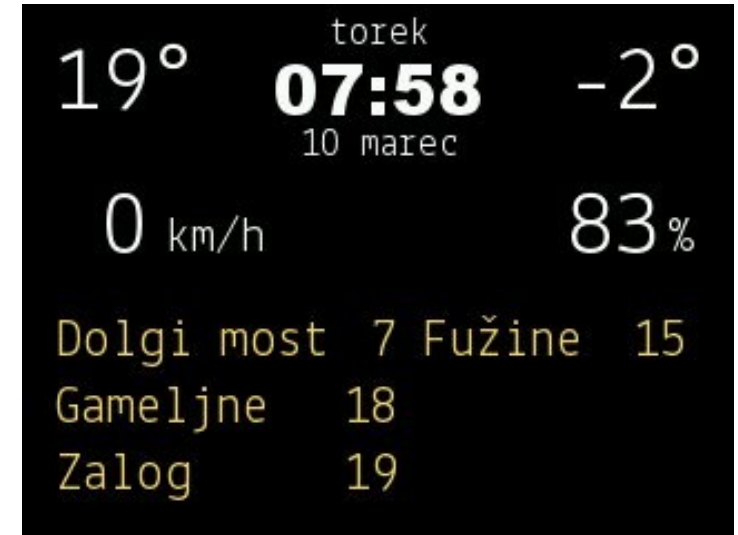 torek
19° 07:58 -2°
10 marec
0 km/h 83%
Dolgi most 7 Fužine 15
Gameljne 18
Zalog 19